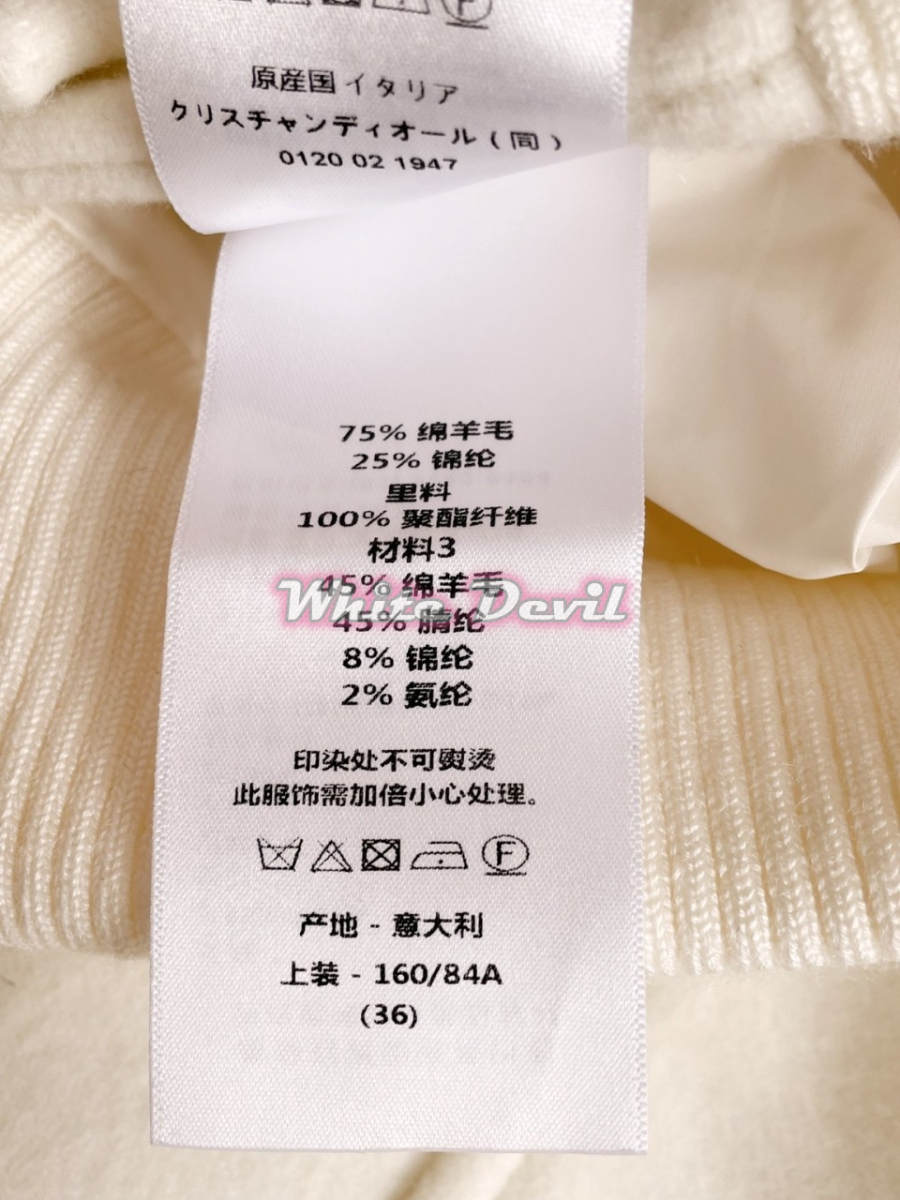 原産国イタリア
クリスチャンディオール(同)
0120 02 1947
75% 绵羊毛
25% 锦纶
里料
100% 聚酯纤维
材料3
45% 绵羊毛
White Devil
45% 腈纶
8% 锦纶
2% 氨纶
印染处不可熨烫
此服饰需加倍小心处理。
F
产地 - 意大利
上装 - 160/84A
(36)